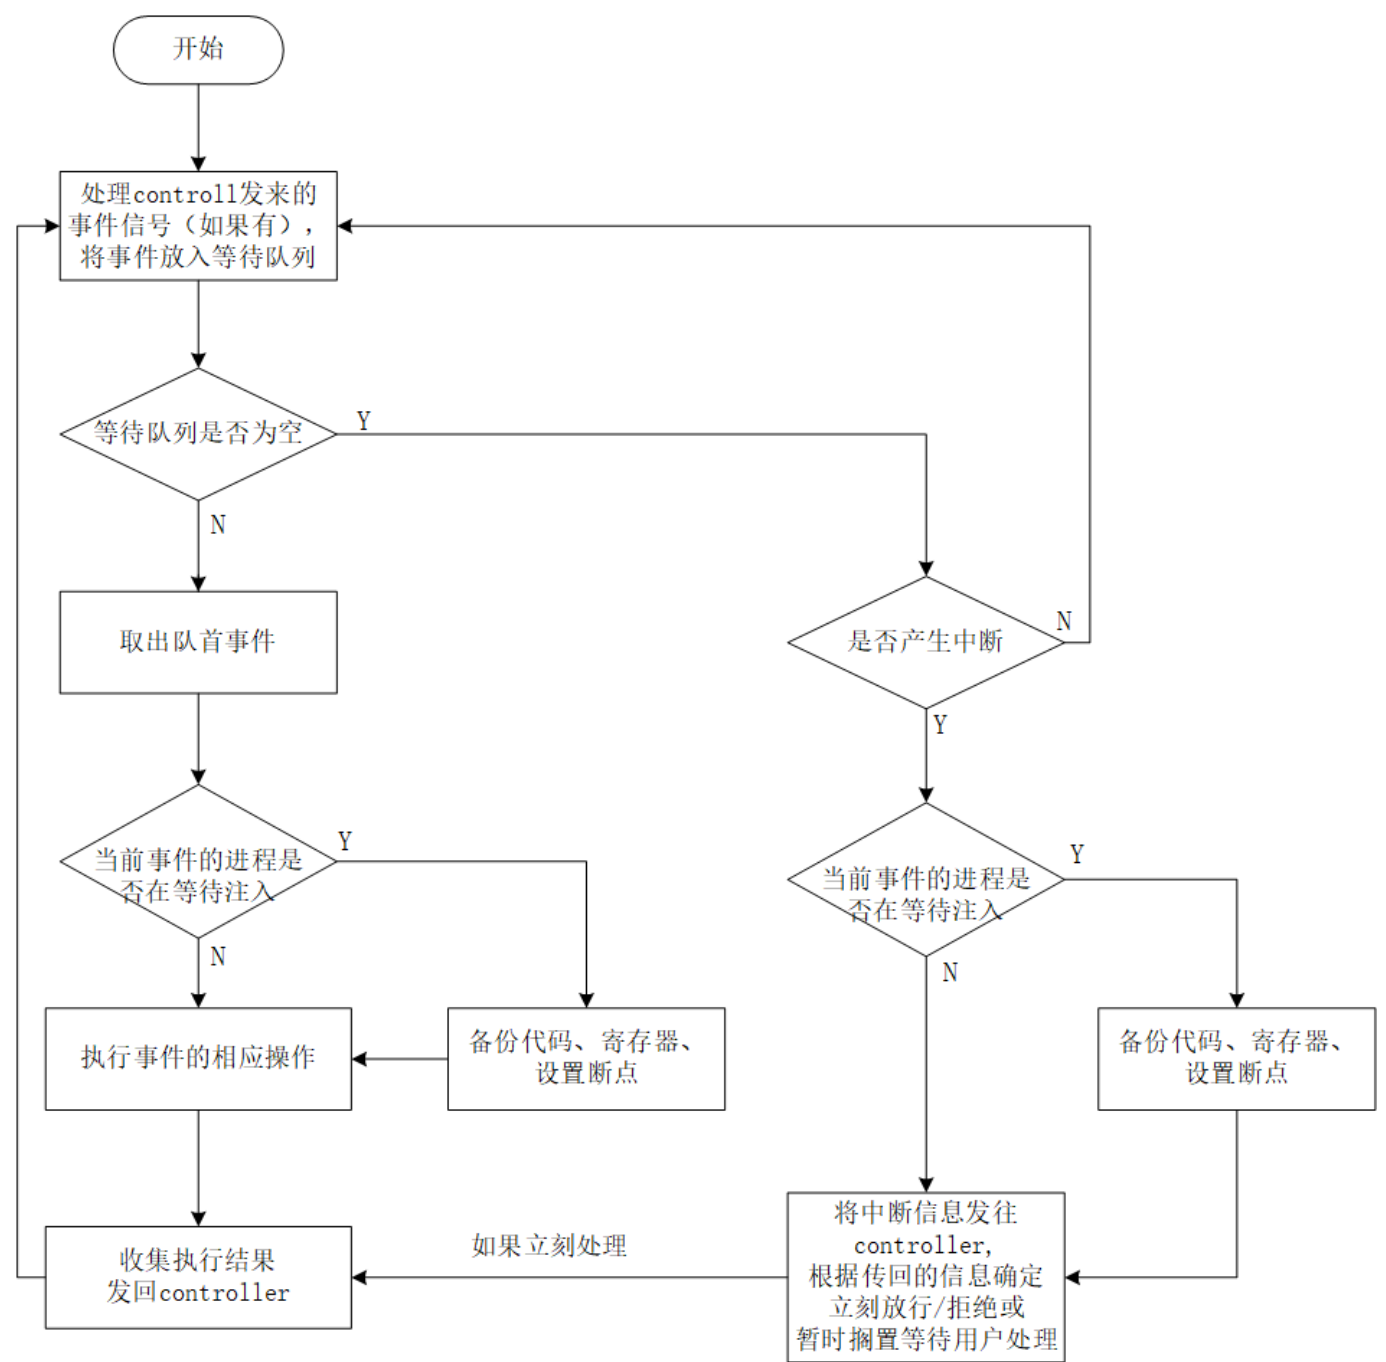 开始
处理controll发来的
事件信号（如果有），
将事件放入等待队列
等待队列是否为空
Y
N
取出队首事件
是否产生中断
N
Y
当前事件的进程是
否在等待注入
Y
N
当前事件的进程是
否在等待注入
Y
N
执行事件的相应操作
备份代码、寄存器、
设置断点
备份代码、寄存器、
设置断点
收集执行结果
发回controller
如果立刻处理
将中断信息发往
controller,
根据传回的信息确定
立刻放行/拒绝或
暂时搁置等待用户处理